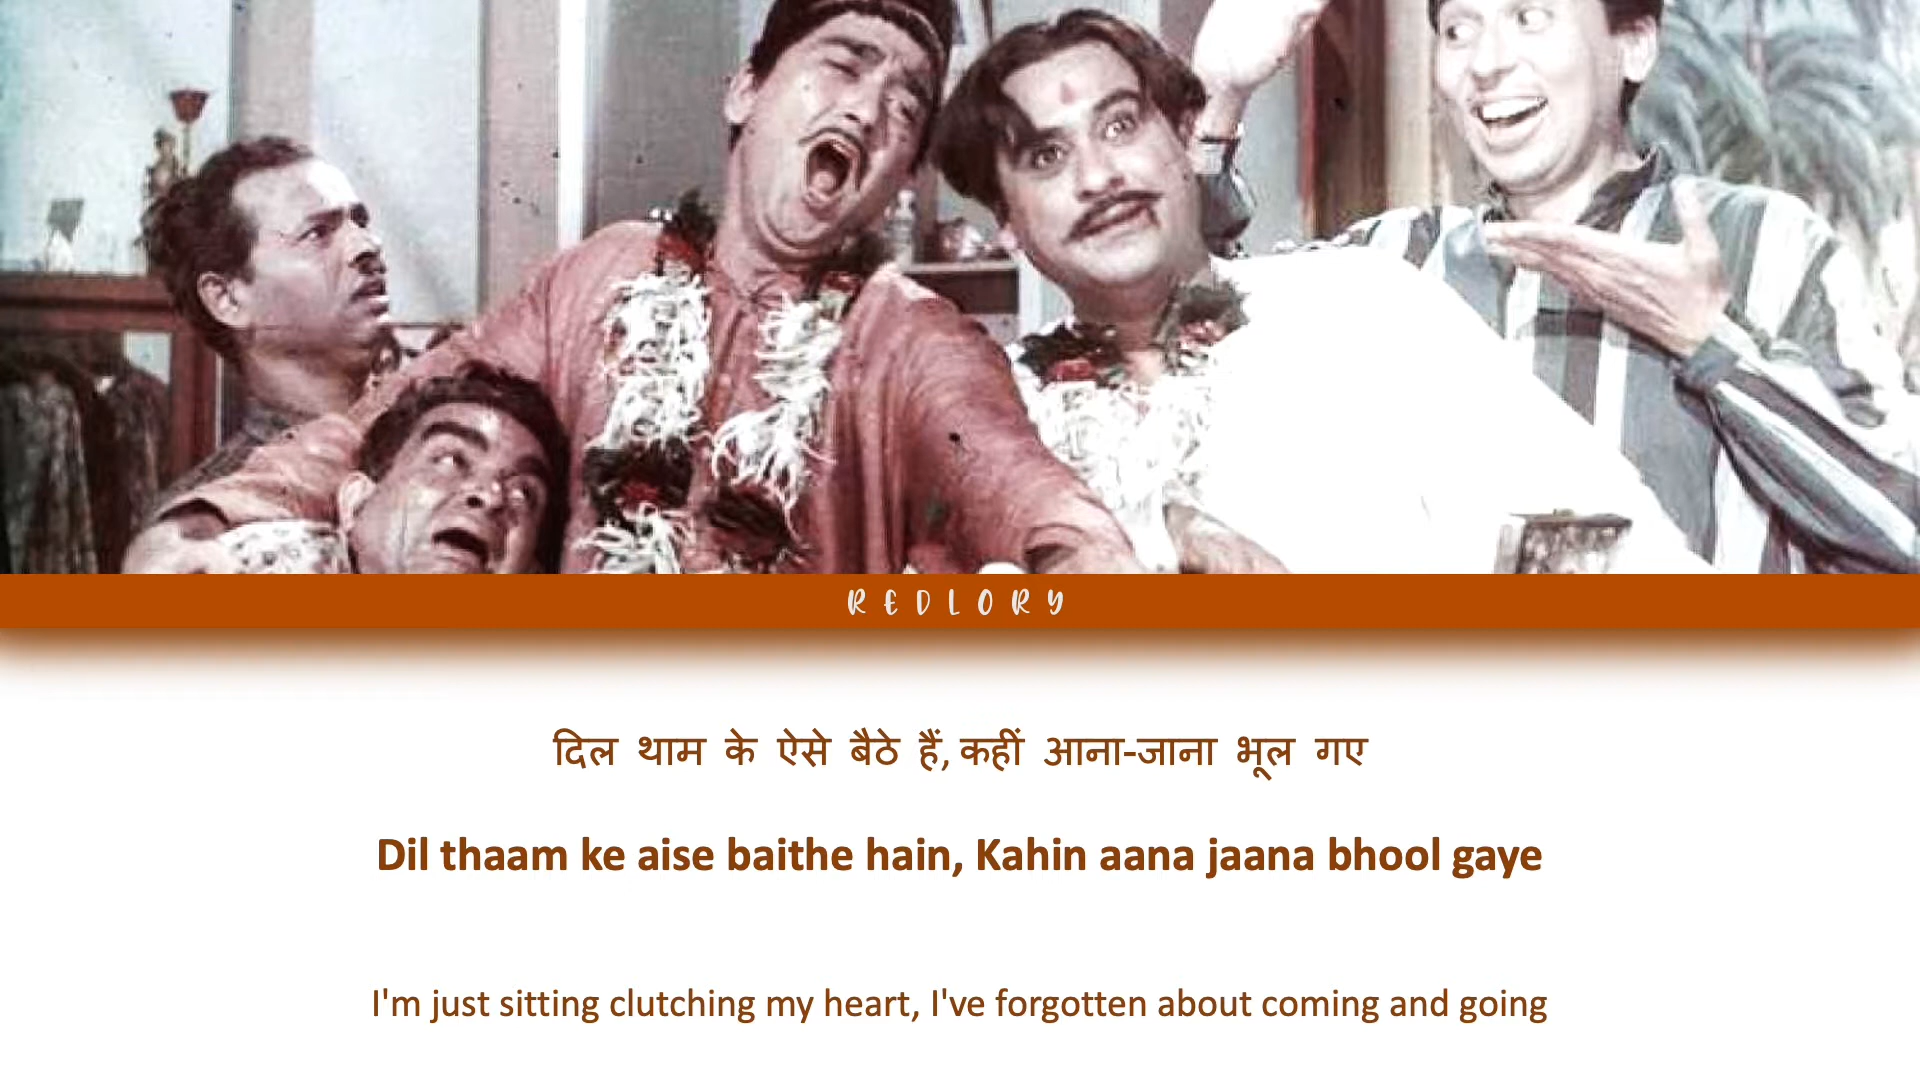 REDLORY
दिल थाम के ऐसे बैठे हैं, कहीं आना-जाना भूल गए
Dil thaam ke aise baithe hain, Kahin aana jaana bhool gaye
I'm just sitting clutching my heart, I've forgotten about coming and going